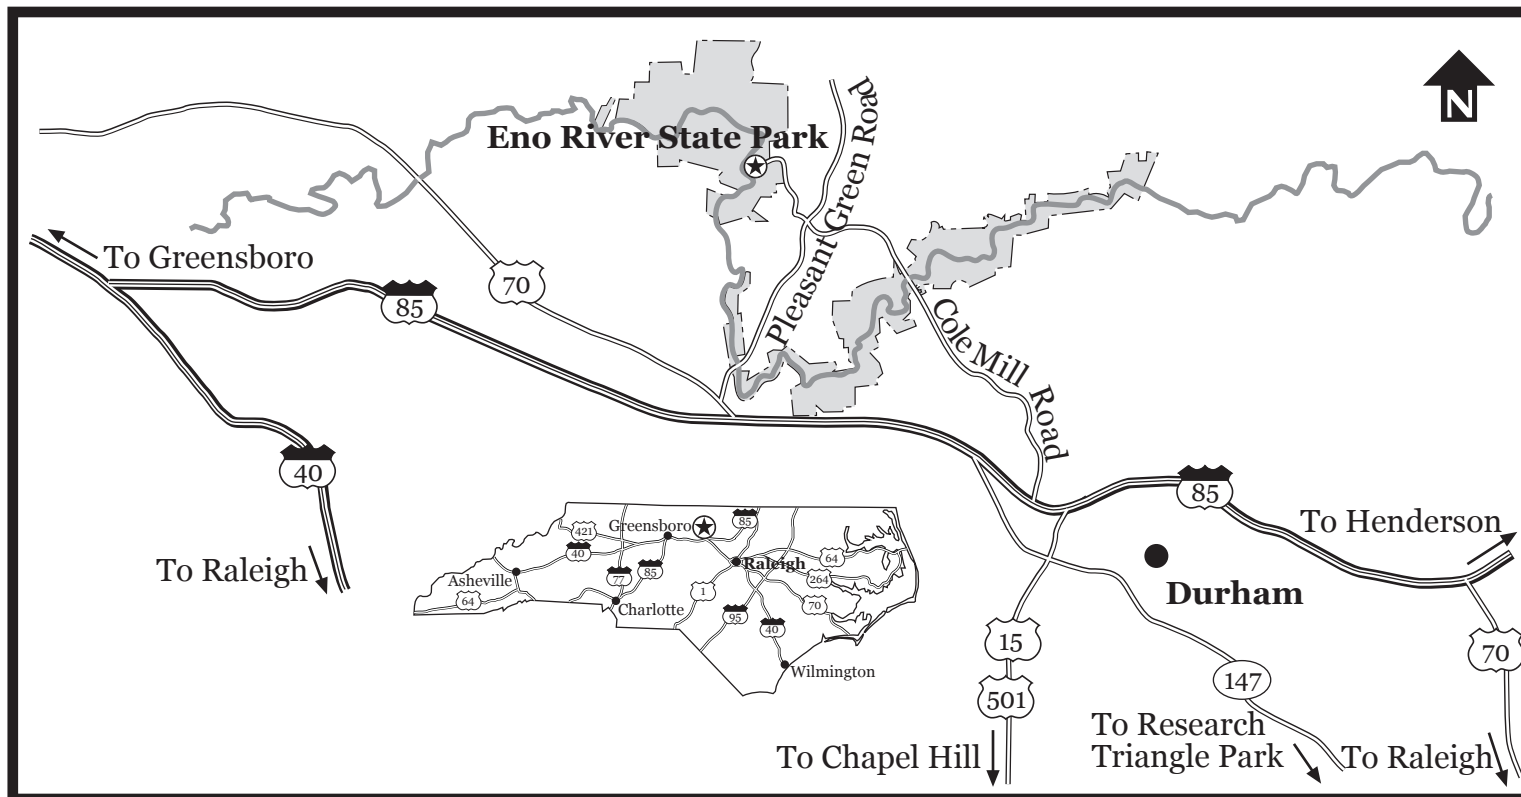 N
Eno River State Park
Pleasant Green Road
To Greensboro
70
85
Cole Mill Road
40
85
To Henderson
To Raleigh
Durham
15
501
70
147
To Chapel Hill
To Research
Triangle Park
To Raleigh
Greensboro
85
421
40
Asheville
77
85
Raleigh
64
264
64
Charlotte
1
95
70
40
Wilmington